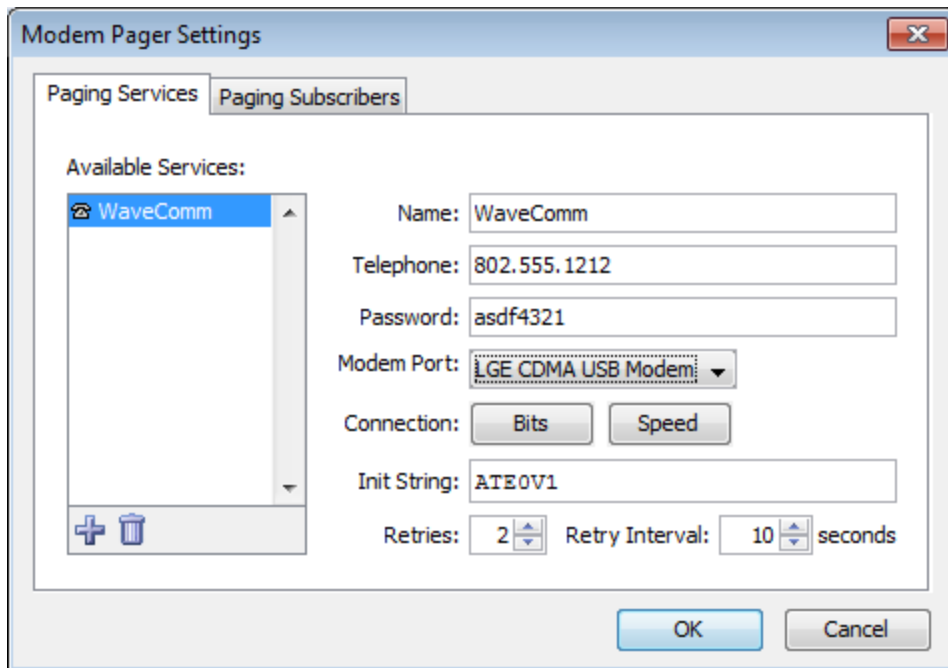 Modem Pager Settings
Paging Services Paging Subscribers
Available Services:
WaveComm
Name: WaveComm
Telephone: 802.555.1212
Password: asdf4321
Modem Port: LGE CDMA USB Modem
Connection: Bits Speed
Init String: ATE0V1
Retries: 2 Retry Interval: 10 seconds
OK Cancel